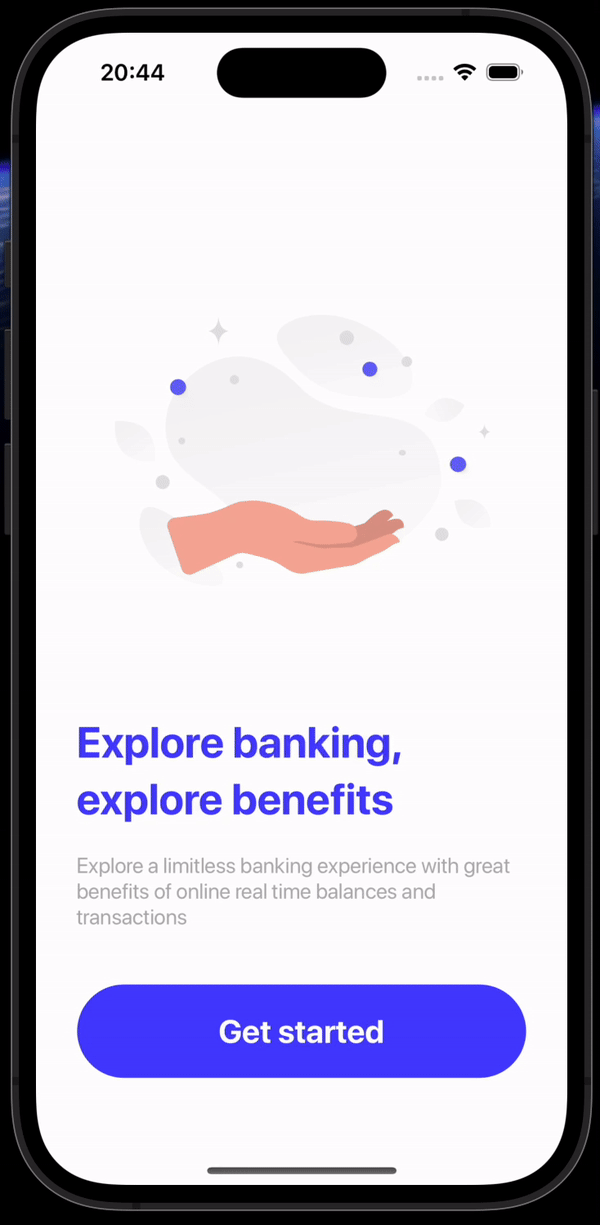 20:44
Explore banking,
explore benefits
Explore a limitless banking experience with great
benefits of online real time balances and
transactions
Get started